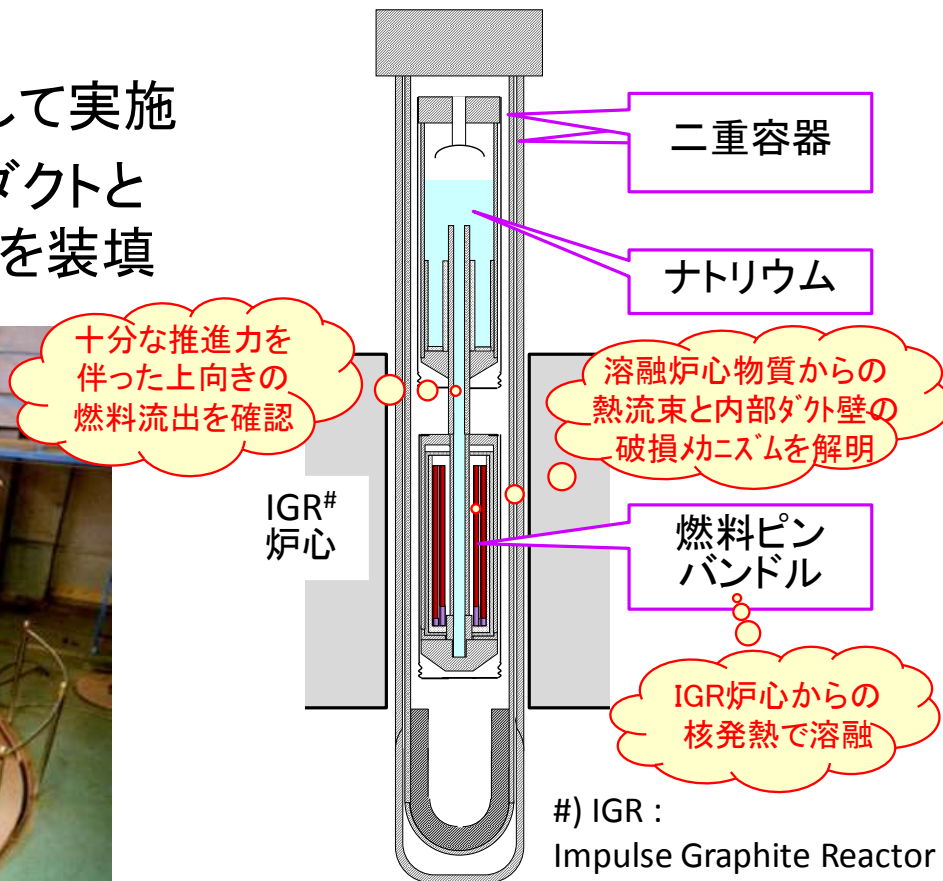 して実施
ダクトと
を装填
二重容器
ナトリウム
十分な推進力を
伴った上向きの
燃料流出を確認
溶融炉心物質からの
熱流束と内部ダクト壁の
破損メカニズムを解明
IGR#
炉心
燃料ピン
バンドル
IGR炉心からの
核発熱で溶融
#) IGR :
Impulse Graphite Reactor